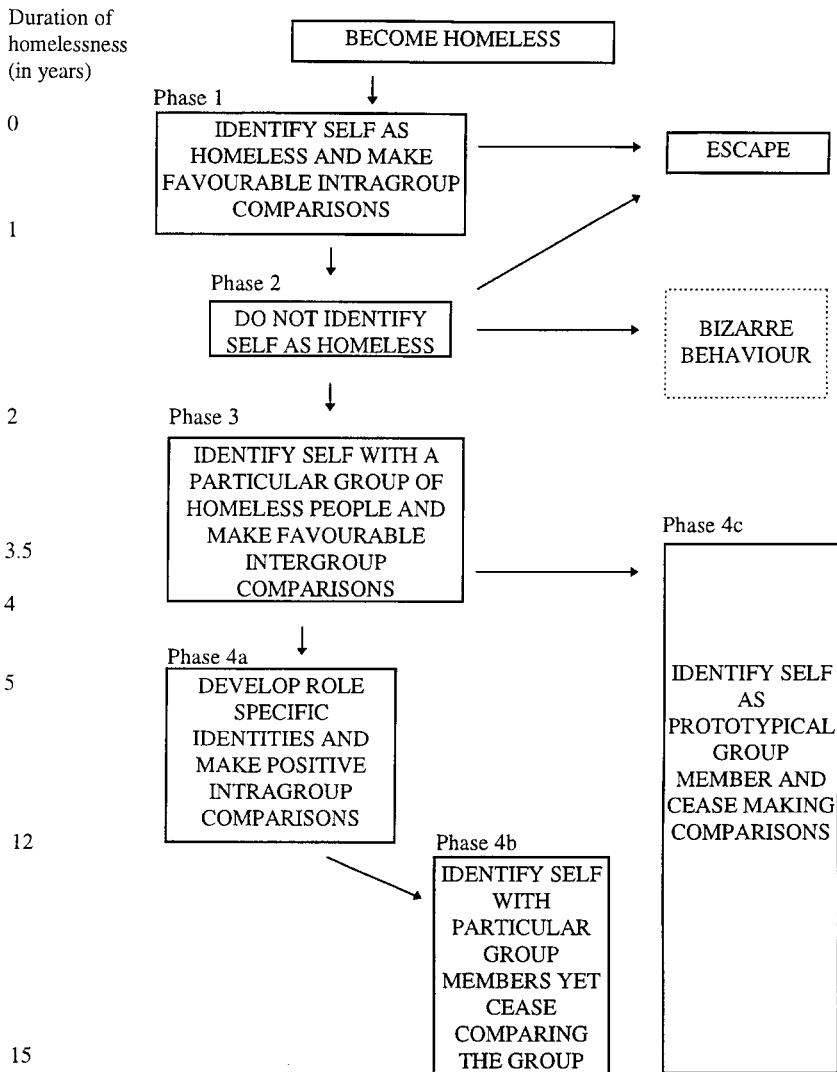 Duration of
homelessness
(in years)
BECOME HOMELESS
Phase 1
0
IDENTIFY SELF AS
HOMELESS AND MAKE
FAVOURABLE INTRAGROUP
COMPARISONS
ESCAPE
1
Phase 2
DO NOT IDENTIFY
SELF AS HOMELESS
BIZARRE
BEHAVIOUR
2
Phase 3
IDENTIFY SELF WITH A
PARTICULAR GROUP OF
HOMELESS PEOPLE AND
MAKE FAVOURABLE
INTERGROUP
COMPARISONS
3.5
4
Phase 4c
IDENTIFY SELF
AS
PROTOTYPICAL
GROUP
MEMBER AND
CEASE MAKING
COMPARISONS
Phase 4a
5
DEVELOP ROLE
SPECIFIC
IDENTITIES AND
MAKE POSITIVE
INTRAGROUP
COMPARISONS
12
Phase 4b
IDENTIFY SELF
WITH
PARTICULAR
GROUP
MEMBERS YET
CEASE
COMPARING
THE GROUP
15